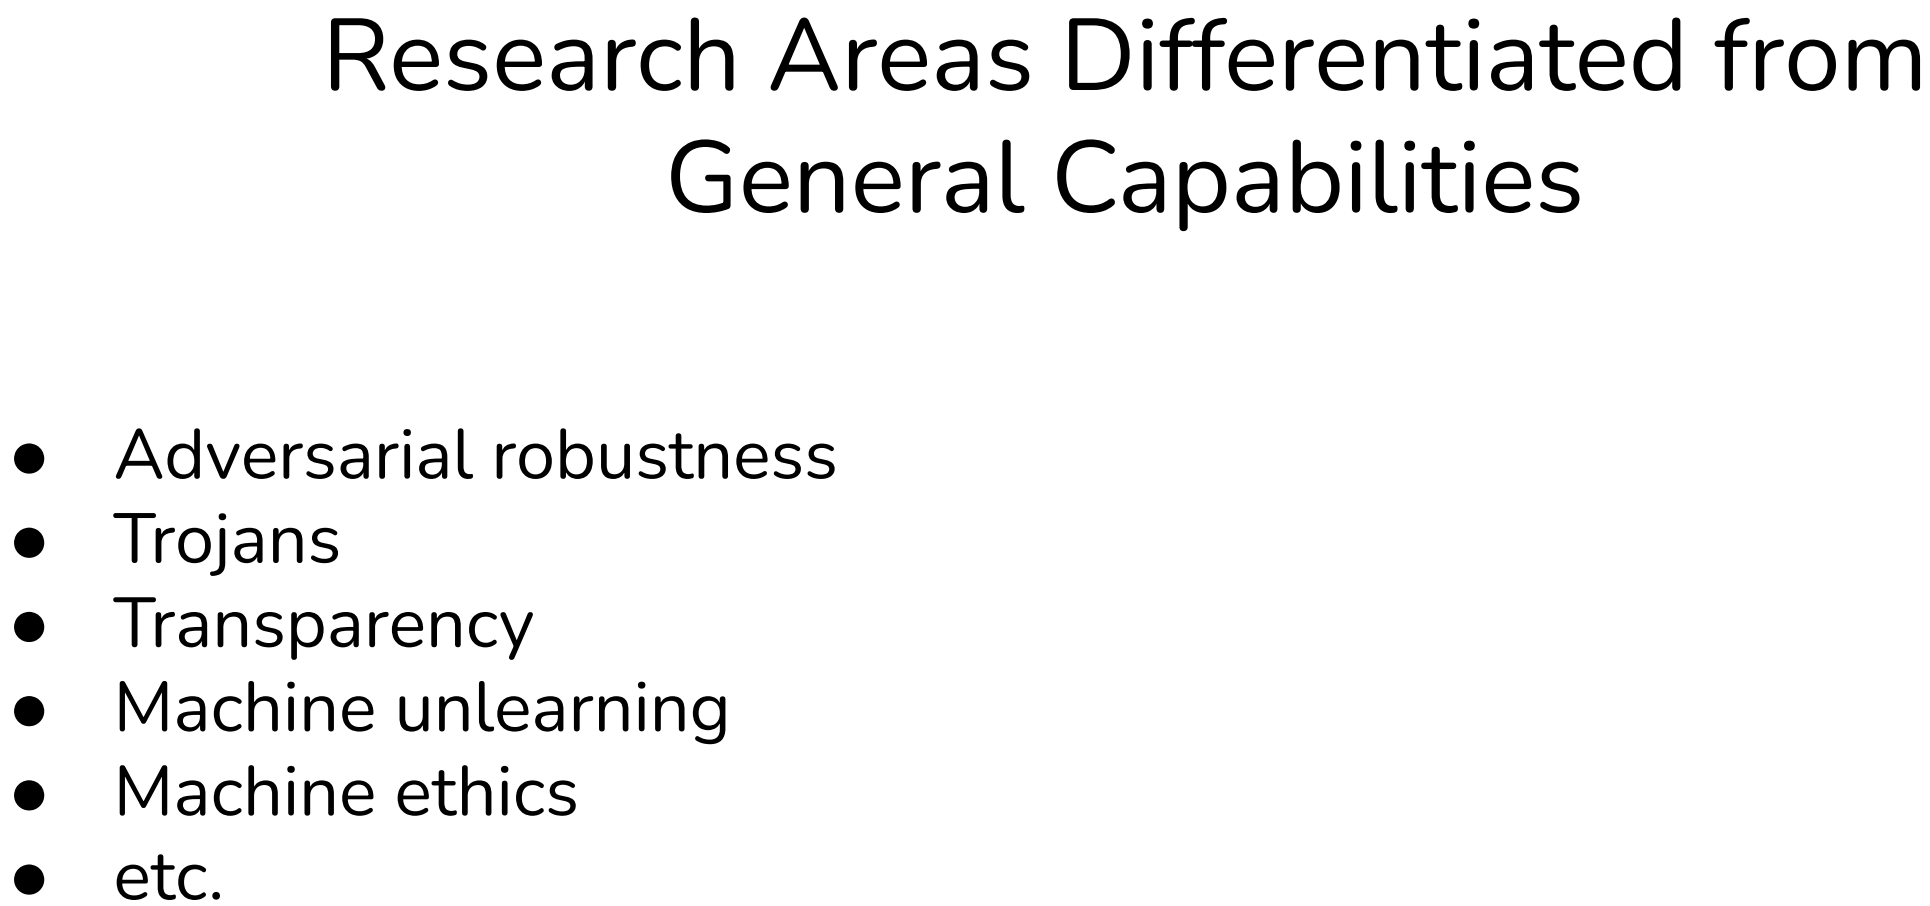 Research Areas Differentiated from
General Capabilities
● Adversarial robustness
● Trojans
● Transparency
● Machine unlearning
● Machine ethics
● etc.